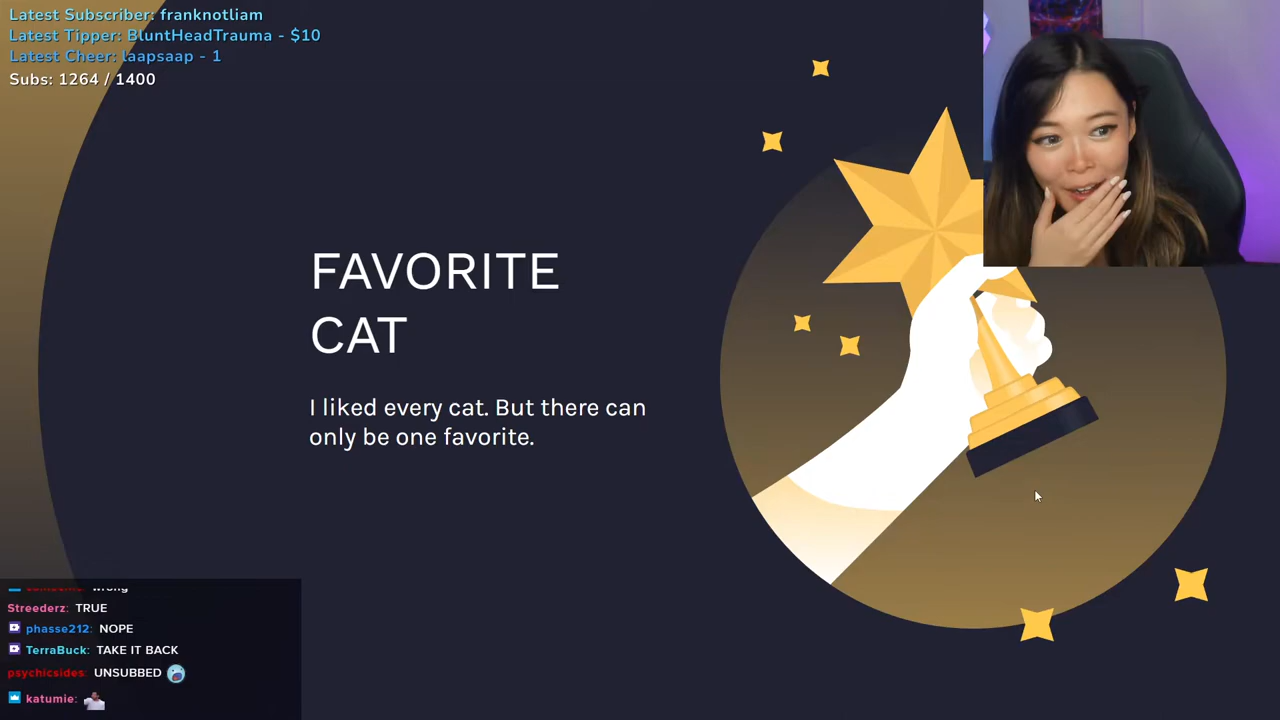 Latest Subscriber: franknotliam
Latest Tipper: BluntHeadTrauma - $10
Latest Cheer: laapsaap - 1
Subs: 1264 / 1400
FAVORITE
CAT
I liked every cat. But there can
only be one favorite.
wrong
Streederz: TRUE
phasse212: NOPE
TerraBuck: TAKE IT BACK
psychicsides: UNSUBBED
katumie: